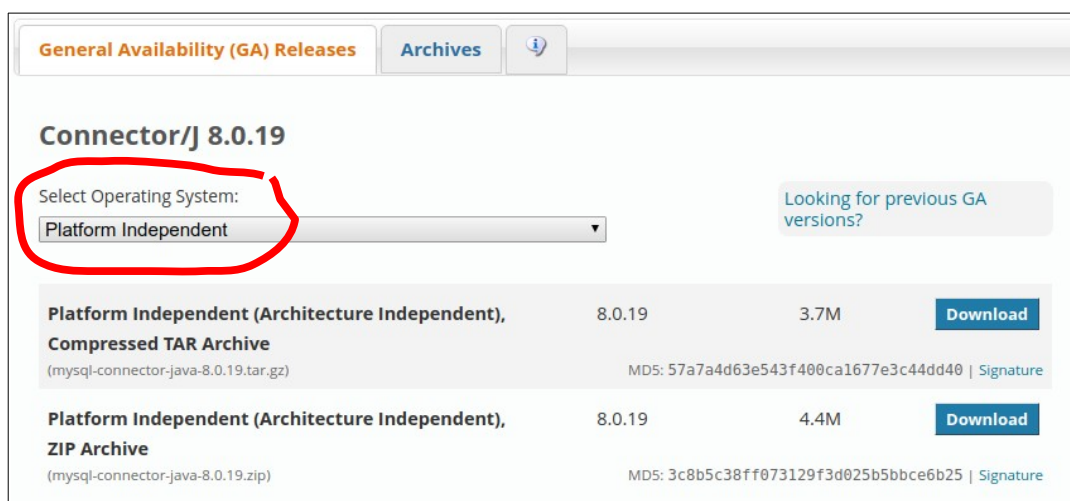 General Availability (GA) Releases
Archives
Connector/J 8.0.19
Select Operating System:
Looking for previous GA
versions?
Platform Independent
Platform Independent (Architecture Independent),
Compressed TAR Archive
8.0.19
3.7M
Download
(mysql-connector-java-8.0.19.tar.gz)
MD5: 57a7a4d63e543f400ca1677e3c44dd40 | Signature
Platform Independent (Architecture Independent),
ZIP Archive
8.0.19
4.4M
Download
(mysql-connector-java-8.0.19.zip)
MD5: 3c8b5c38ff073129f3d025b5bbce6b25 | Signature